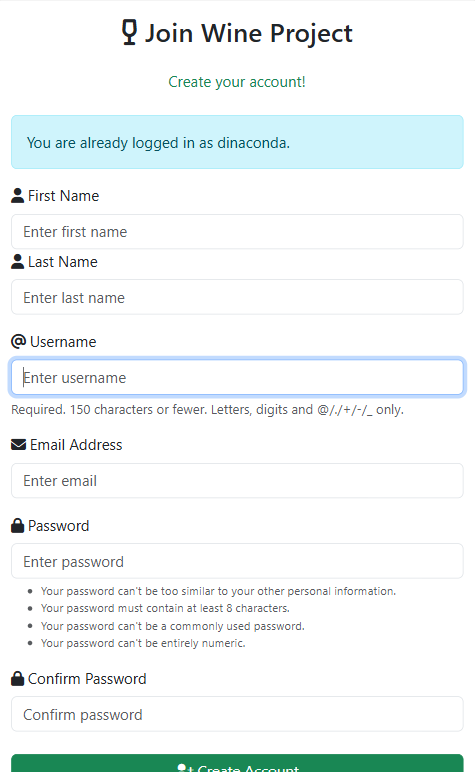 Join Wine Project
Create your account!
You are already logged in as dinaconda.
First Name
Enter first name
Last Name
Enter last name
Username
Enter username
Required. 150 characters or fewer. Letters, digits and @/./+/-/_ only.
Email Address
Enter email
Password
Enter password
Your password can't be too similar to your other personal information.
Your password must contain at least 8 characters.
Your password can't be a commonly used password.
Your password can't be entirely numeric.
Confirm Password
Confirm password
Create Account